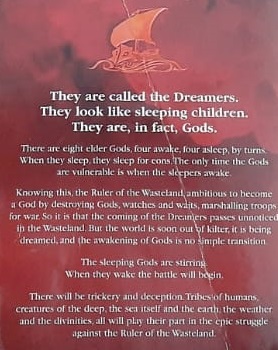 They are called the Dreamers.
They look like sleeping children.
They are, in fact, Gods.
There are eight elder Gods, four awake, four asleep, by turns.
When they sleep, they sleep for eons. The only time the Gods
are vulnerable is when the sleepers awake.
Knowing this, the Ruler of the Wasteland, ambitious to become
a God by destroying Gods, watches and waits, marshalling troops
for war. So it is that the coming of the Dreamers passes unnoticed
in the Wasteland. But the world is soon out of kilter, it is being
dreamed, and the awakening of Gods is no simple transition
The sleeping Gods are stirring.
When they wake the battle will begin.
There will be trickery and deception. Tribes of humans,
creatures of the deep, the sea itself and the earth, the weather
and the divinities, all will play their part in the epic struggle
against the Ruler of the Wasteland.